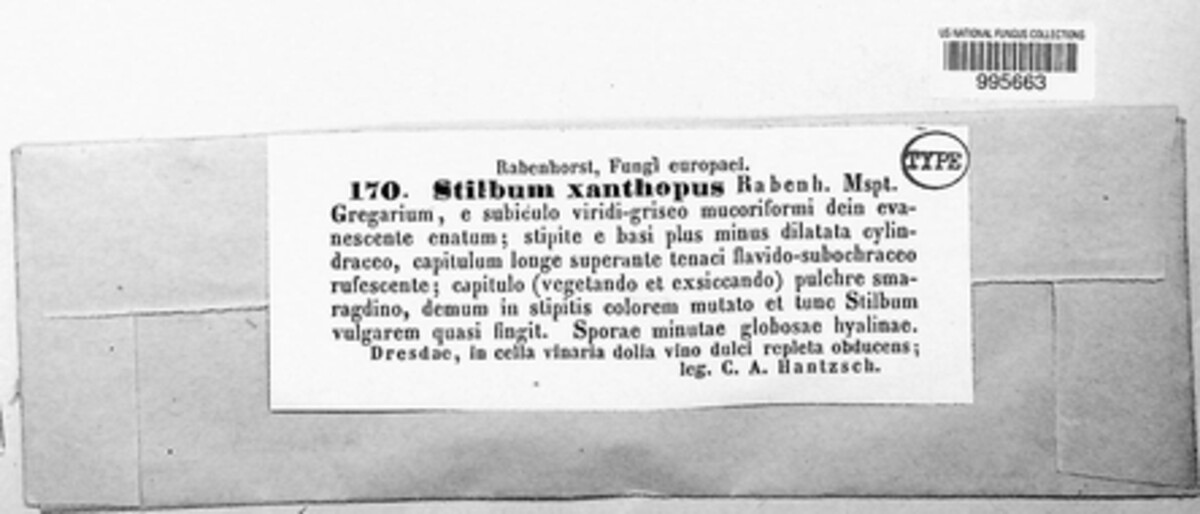 US NATIONAL FUNGUS COLLECTIONS
995663
TYPE
Rabenhorst, Fungi europaei.
170. Stilbum xanthopus Rabenh. Mspt.
Gregarium, e subiculo viridi-griseo mucoriformi dein eva-
nescente enatum; stipite e basi plus minus dilatata cylin-
draceo, capitulum longe superante tenaci flavido-subochraceo
rufescente; capitulo (vegetando et exsiccando) pulchre sma-
ragdino, demum in stipitis colorem mutato et tunc Stilbum
vulgarem quasi fingit. Sporae minutae globosae hyalinae.
Dresdae, in cella vinaria dolia vino dulci repleta obducens;
leg. C. A. Hantzsch.